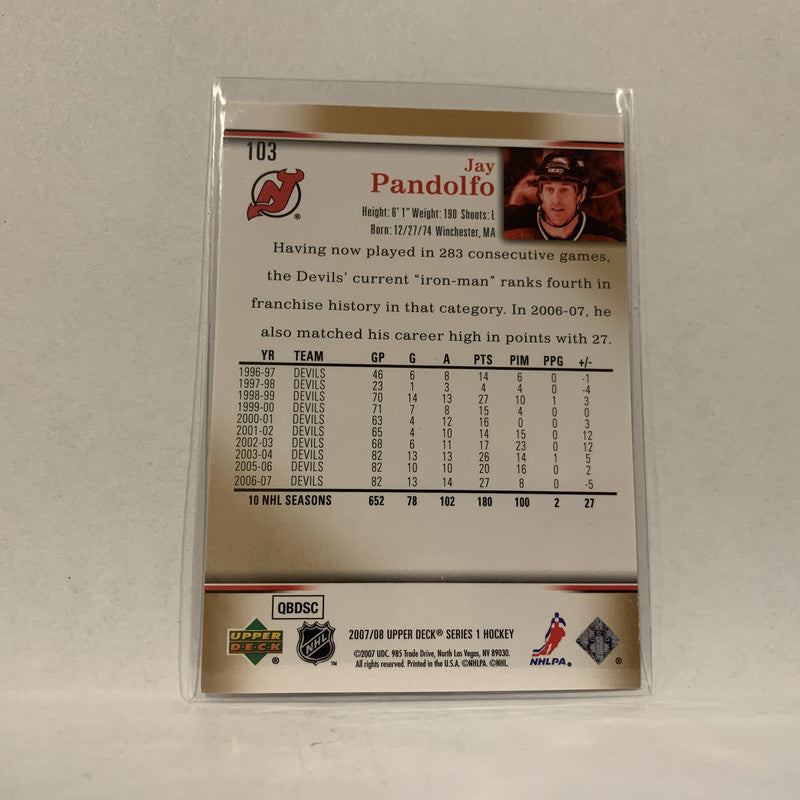 103
Jay
Pandolfo
Height: 6' 1" Weight: 190 Shoots: L
Born: 12/27/74 Winchester, MA
Having now played in 283 consecutive games,
the Devils' current "iron-man" ranks fourth in
franchise history in that category. In 2006-07, he
also matched his career high in points with 27.
YR TEAM GP G A PTS PIM PPG +/-
1996-97 DEVILS 46 6 8 14 6 0 -1
1997-98 DEVILS 23 1 3 4 4 0 -4
1998-99 DEVILS 70 14 13 27 10 1 3
1999-00 DEVILS 71 7 8 15 4 0 0
2000-01 DEVILS 63 4 12 16 0 0 3
2001-02 DEVILS 65 4 10 14 15 0 12
2002-03 DEVILS 68 6 11 17 23 0 12
2003-04 DEVILS 82 13 13 26 14 1 5
2005-06 DEVILS 82 10 10 20 16 0 2
2006-07 DEVILS 82 13 14 27 8 0 -5
10 NHL SEASONS 652 78 102 180 100 2 27
QBDSC
UPPER
DECK ®
NHL ™
2007/08 UPPER DECK® SERIES 1 HOCKEY
©2007 UDC. 985 Trade Drive, North Las Vegas, NV 89030.
All rights reserved. Printed in the U.S.A. ©NHLPA. ©NHL.
NHLPA. ®